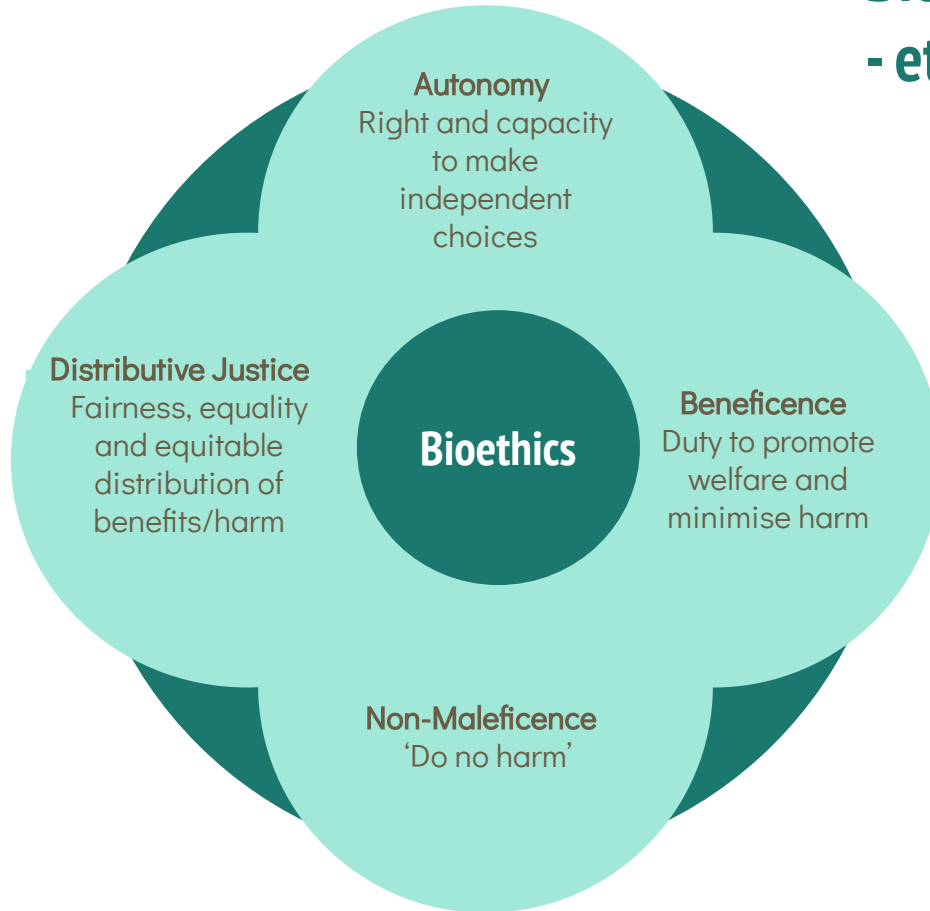 - et
Autonomy
Right and capacity
to make
independent
choices
Distributive Justice
Fairness, equality
and equitable
distribution of
benefits/harm
Bioethics
Beneficence
Duty to promote
welfare and
minimise harm
Non-Maleficence
‘Do no harm’